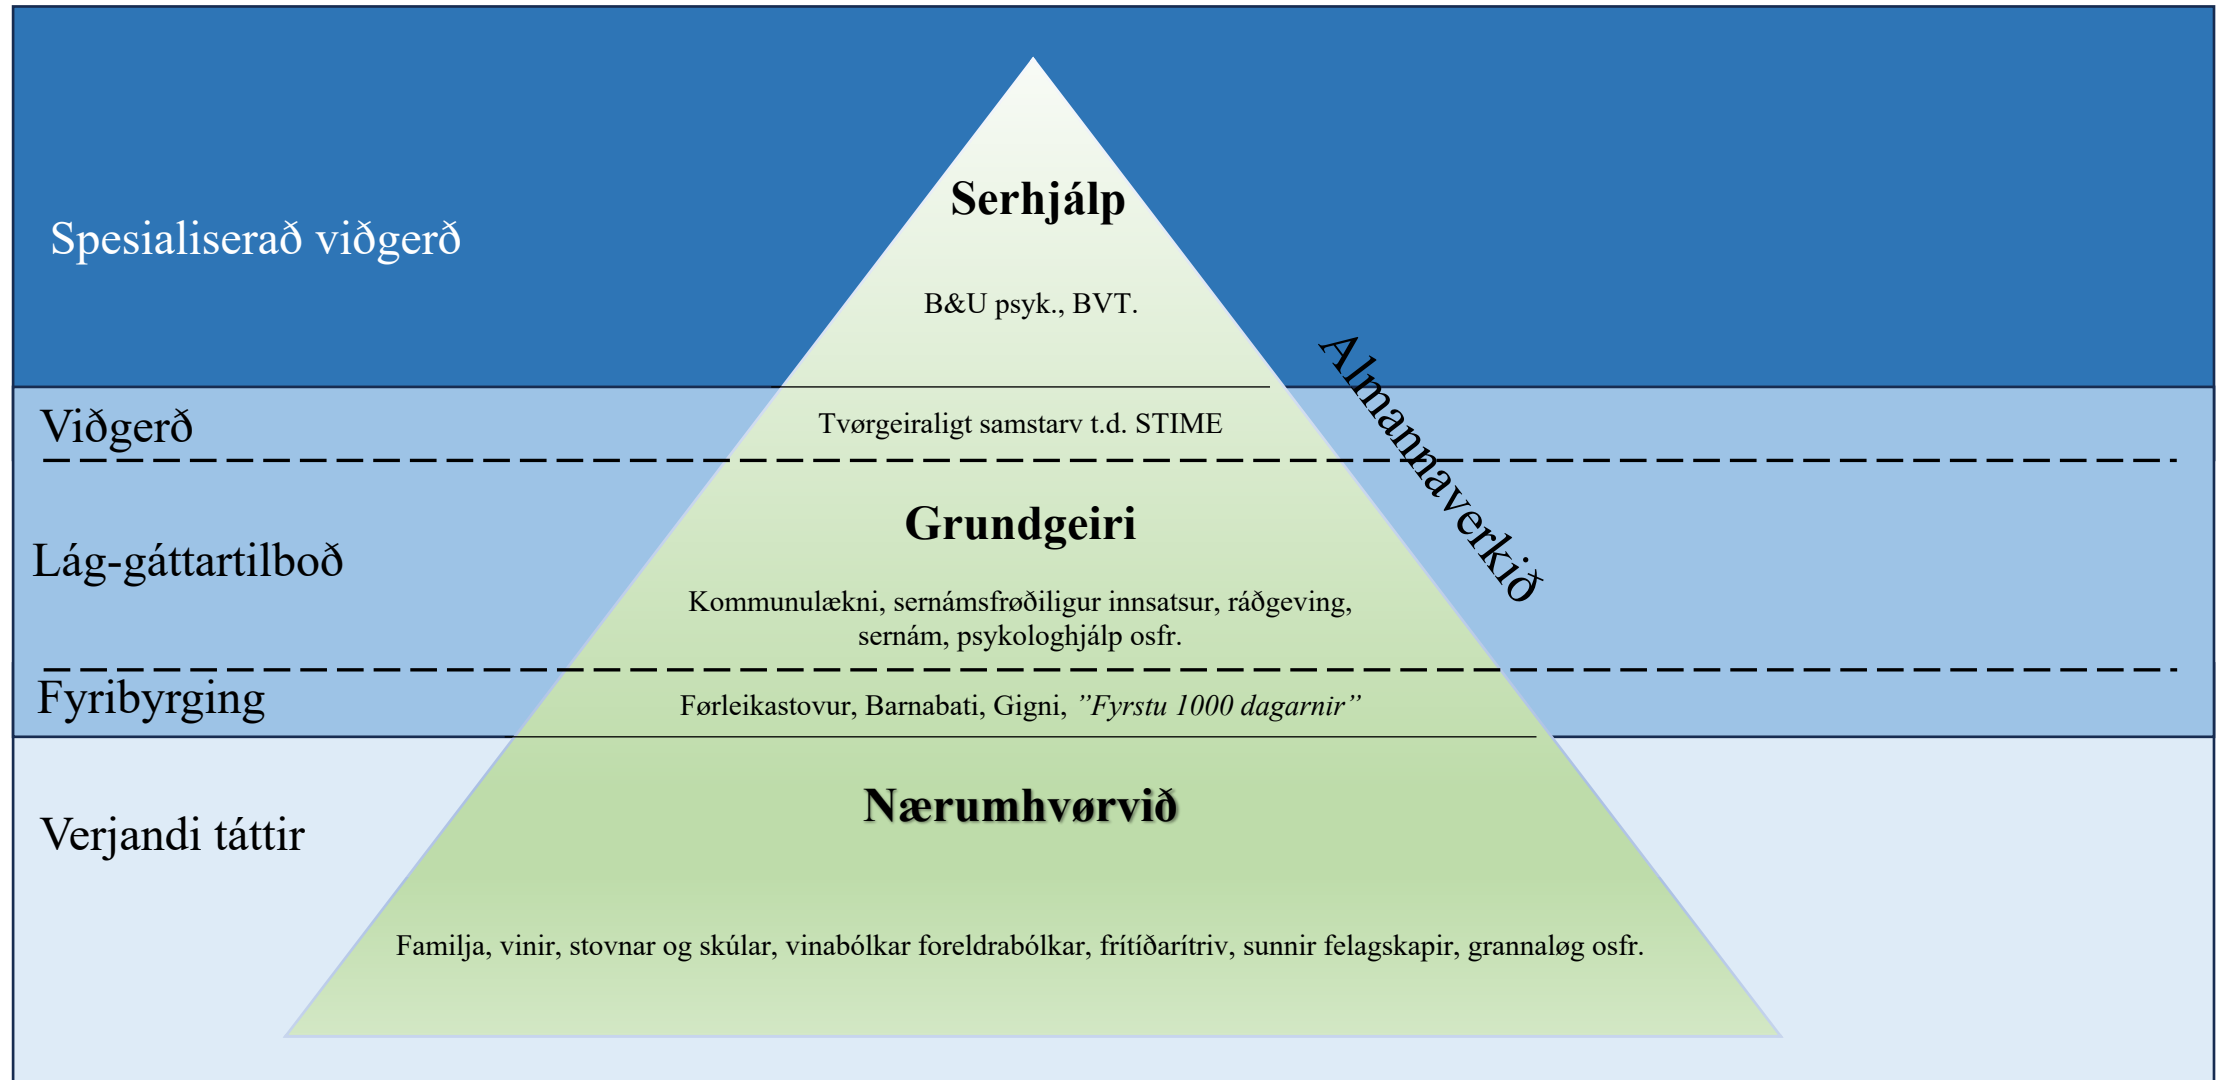 Serhjálp
Spesialiserað viðgerð
B&U psyk., BVT.
Almannaverkið
Viðgerð
Tvørgeiraligt samstarv t.d. STIME
Grundgeiri
Lág-gáttartilboð
Kommunulækni, sernámsfrøðiligur innsatsur, ráðgeving,
sernám, psykologhjálp osfr.
Fyribyrging
Førleikastovur, Barnabati, Gigni, ”Fyrstu 1000 dagarnir”
Nærumhvørvið
Verjandi táttir
Familja, vinir, stovnar og skúlar, vinabólkar foreldrabólkar, frítíðarítriv, sunnir felagskapir, grannaløg osfr.